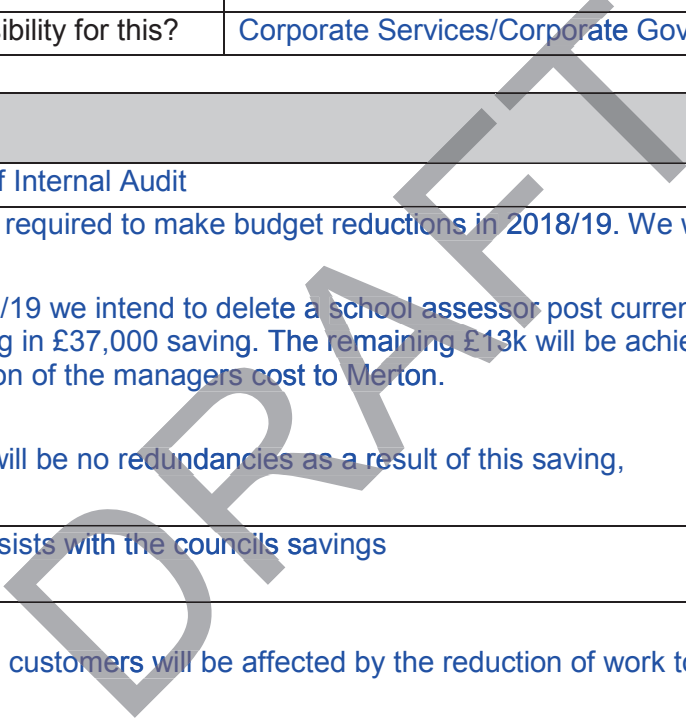 ibility for this? Corporate Services/Corporate Gov
f Internal Audit
required to make budget reductions in 2018/19. We
/19 we intend to delete a school assessor post curren
g in £37,000 saving. The remaining £13k will be achie
on of the managers cost to Merton.
will be no redundancies as a result of this saving,
sists with the councils savings
customers will be affected by the reduction of work to
DRAFT